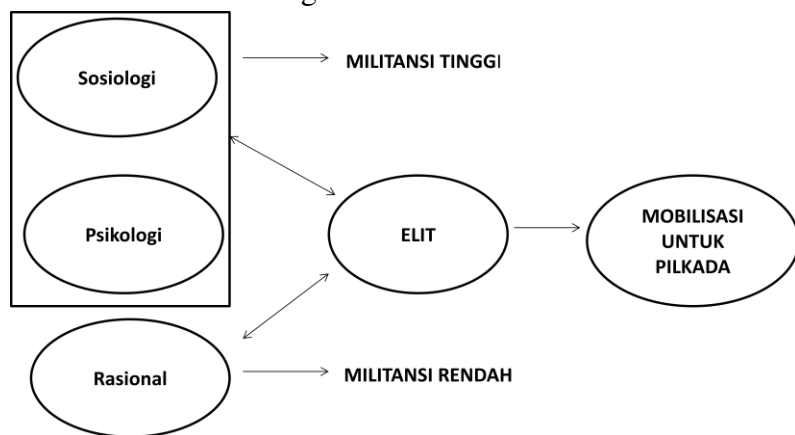 Sosiologi
MILITANSI TINGGI
Psikologi
ELIT
MOBILISASI
UNTUK
PILKADA
Rasional
MILITANSI RENDAH